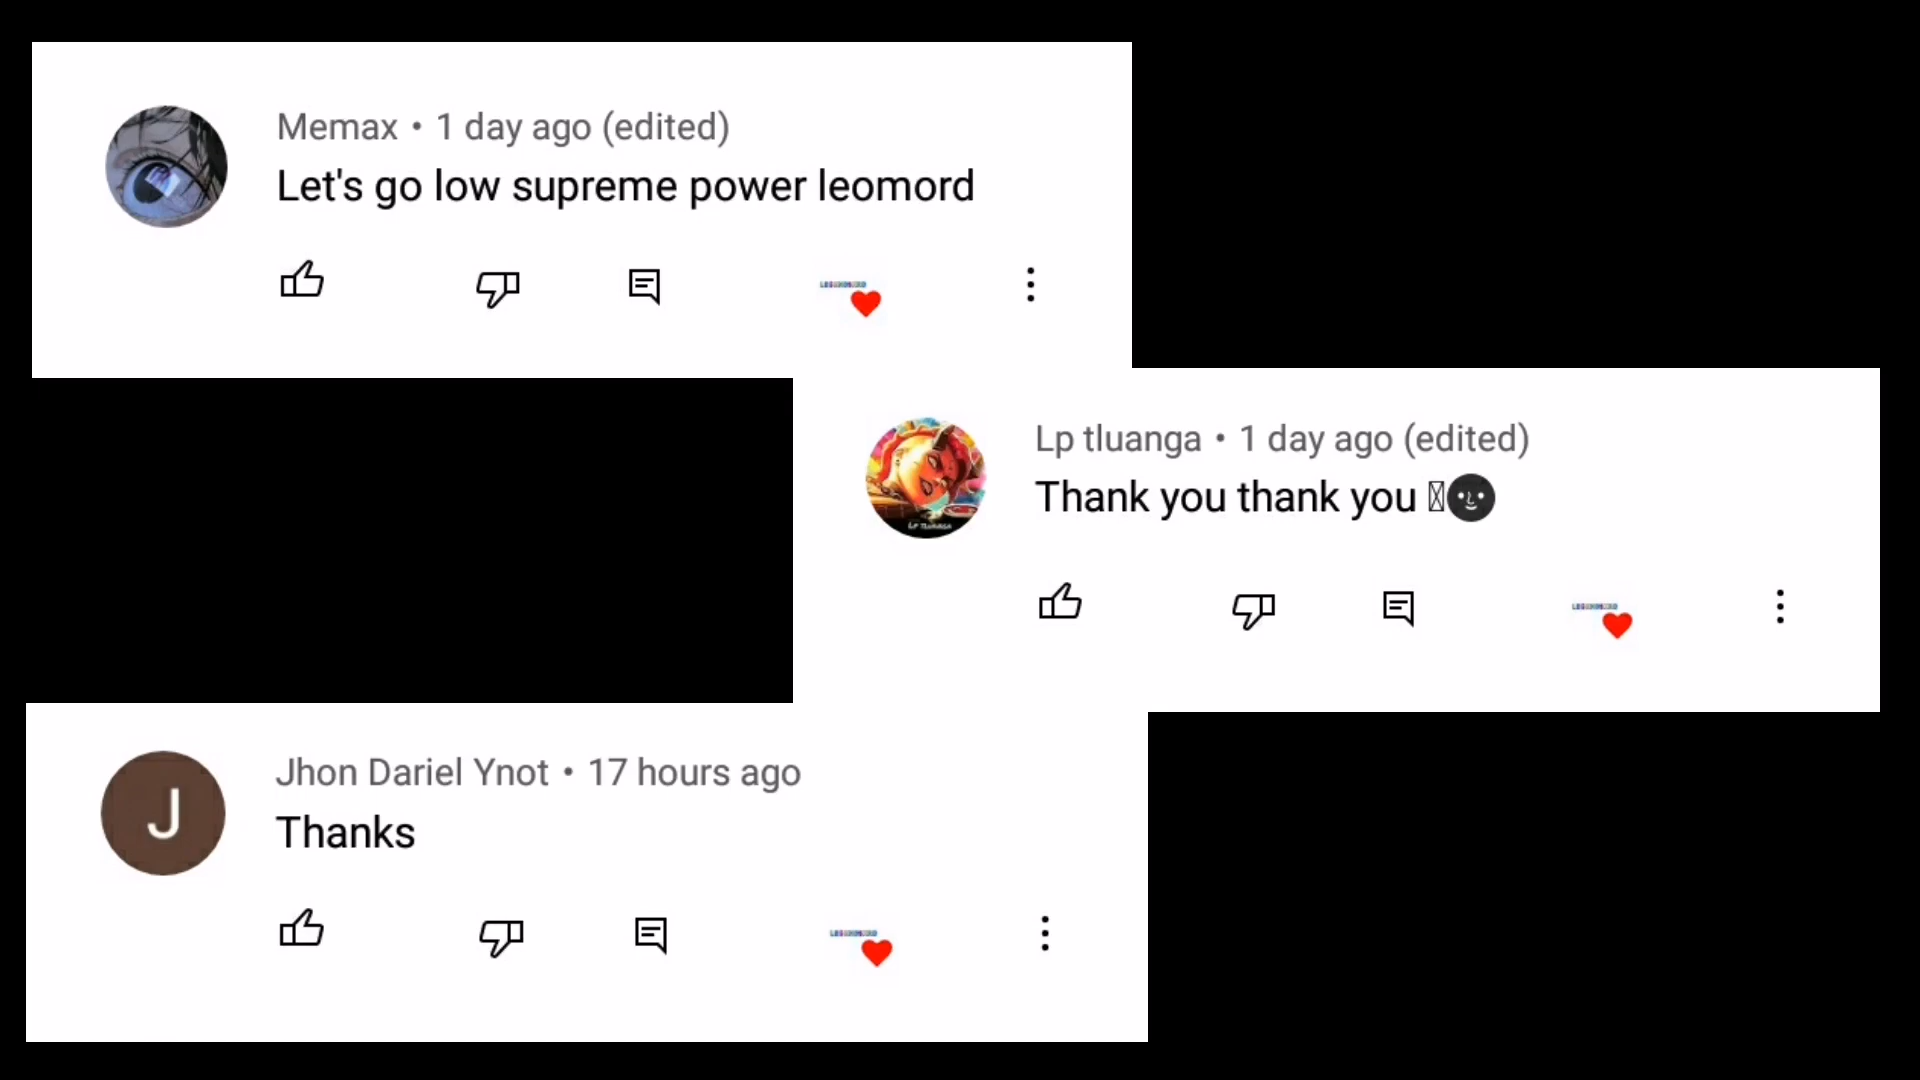 Memax • 1 day ago (edited)
Let's go low supreme power leomord
Lp tluanga • 1 day ago (edited)
Thank you thank you 🌚
Jhon Dariel Ynot • 17 hours ago
J
Thanks